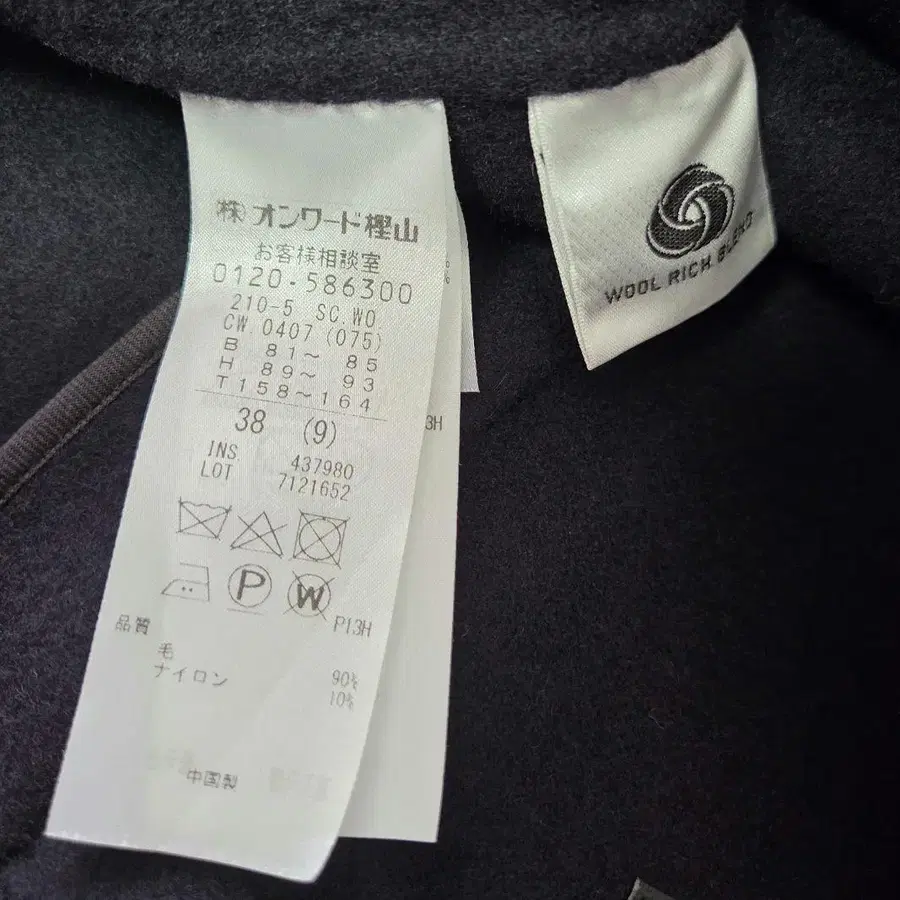 ㈱オンワード樫山
お客様相談室
0120-586300
210-5 SC.WO
CW.0407 (075)
B 81～ 85
H 89～ 93
T158～164
38 (9)
INS. 437980
LOT 7121652
P
W
P13H
品質
毛 90%
ナイロン 10%
中国製
3H
WOOL RICH BLEND